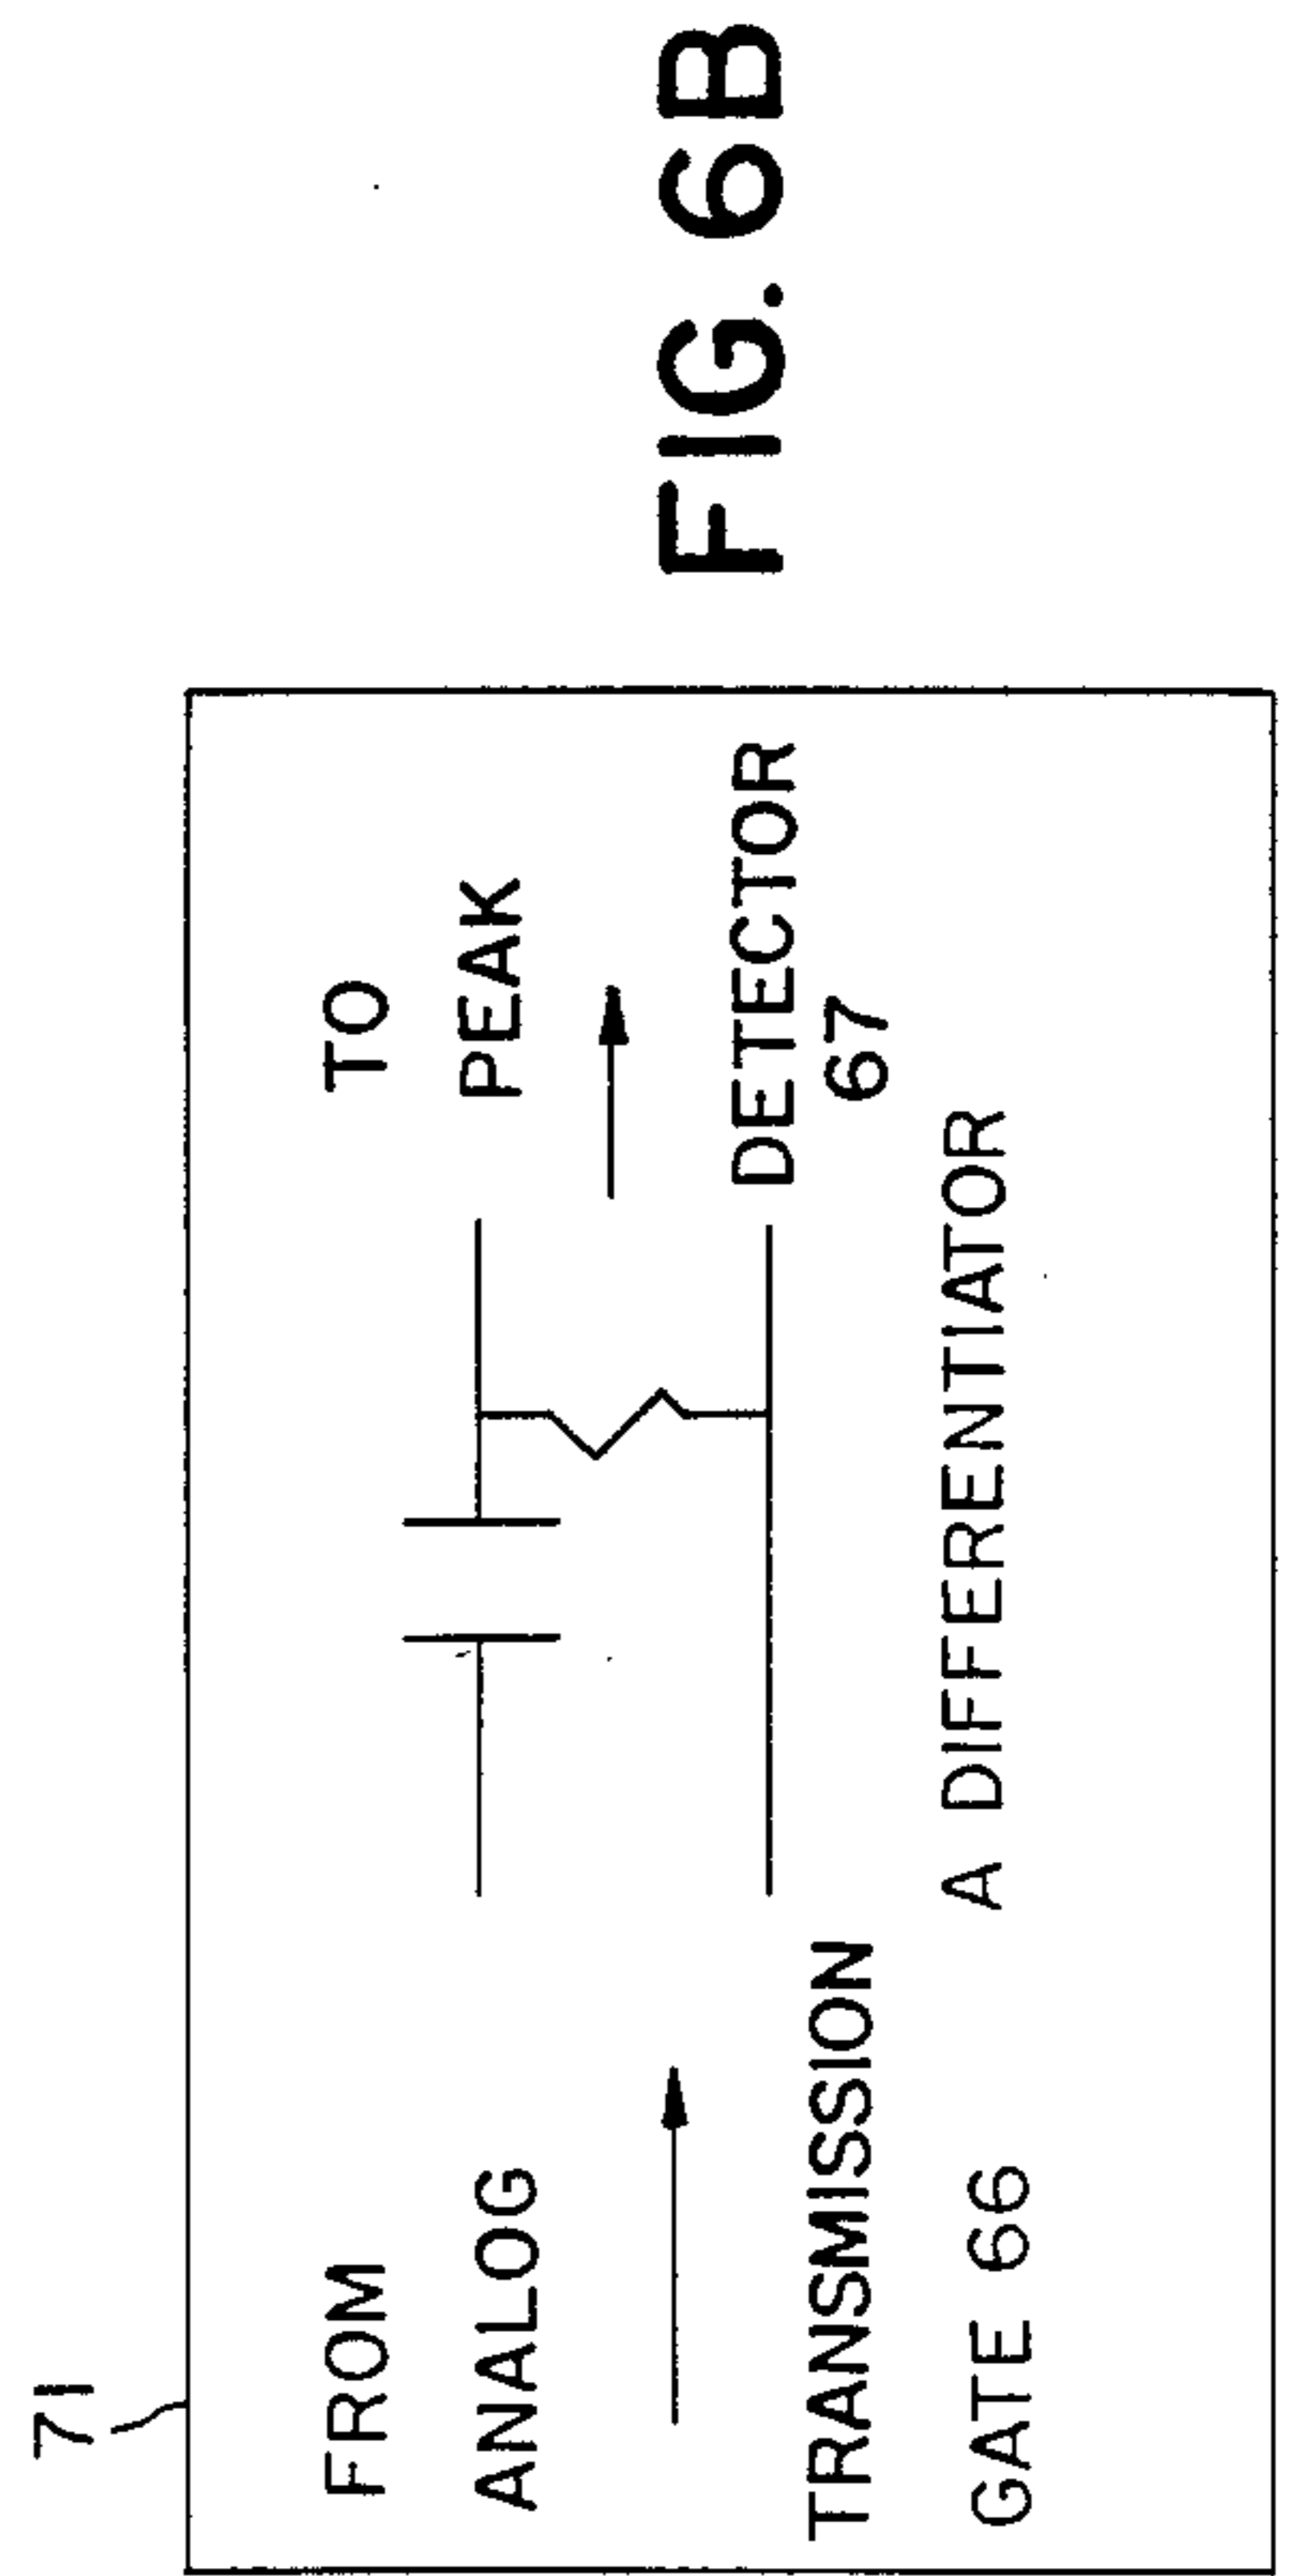 71
FROM
ANALOG
TRANSMISSION
GATE 66
TO
PEAK
DETECTOR
67
A DIFFERENTIATOR
FIG. 6B